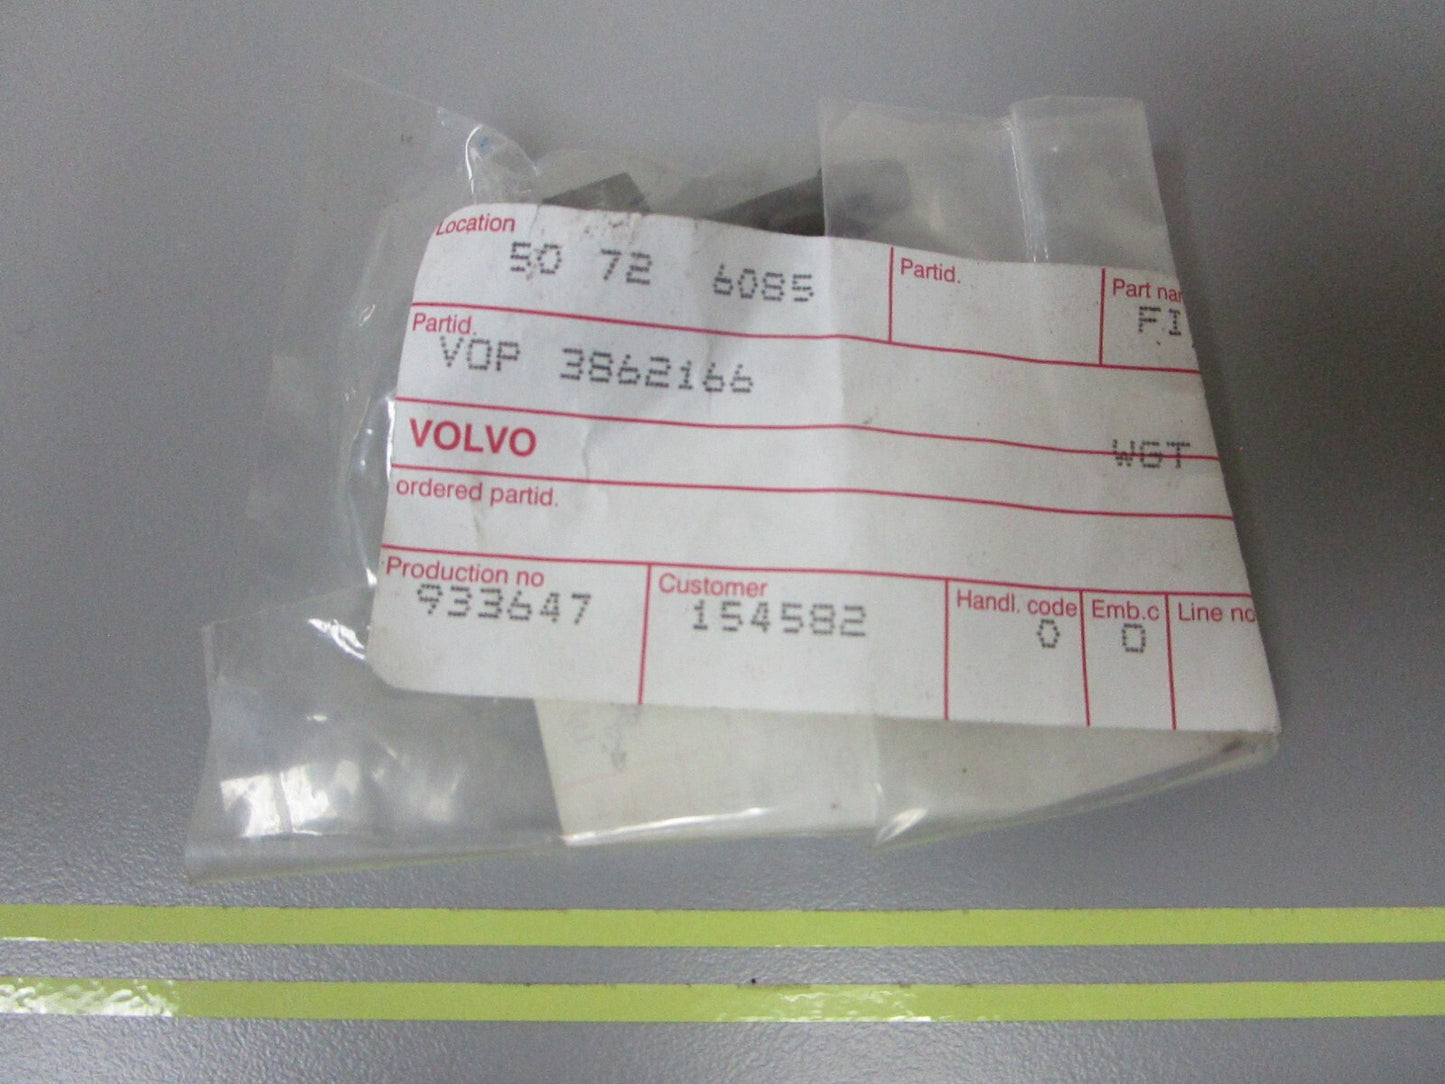 Location
50 72 6085
Partid.
Part nam
FI
Partid.
VOP 3862166
VOLVO
WGT
ordered partid.
Production no
933647
Customer
154582
Handl. code
0
Emb.c
0
Line no